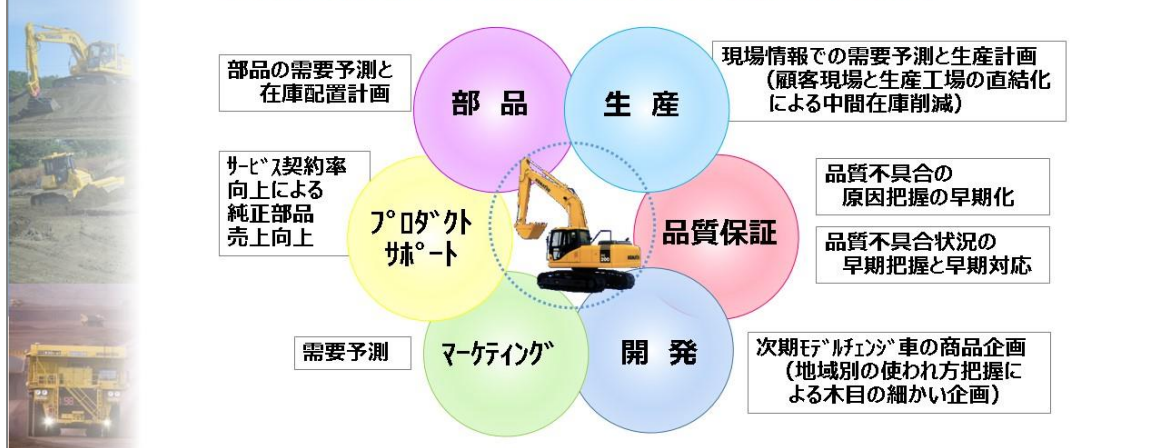 部品の需要予測と
在庫配置計画
部 品
生 産
現場情報での需要予測と生産計画
(顧客現場と生産工場の直結化
による中間在庫削減)
ｻｰﾋﾞｽ契約率
向上による
純正部品
売上向上
ﾌﾟﾛﾀﾞｸﾄ
ｻﾎﾟｰﾄ
品質保証
品質不具合の
原因把握の早期化
品質不具合状況の
早期把握と早期対応
需要予測
ﾏｰｹﾃｨﾝｸﾞ
開 発
次期ﾓﾃﾞﾙﾁｪﾝｼﾞ車の商品企画
(地域別の使われ方把握に
よる木目の細かい企画)